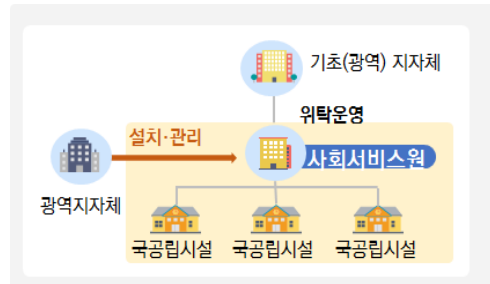 기초(광역) 지자체
위탁운영
설치·관리
사회서비스원
광역지자체
국공립시설 국공립시설 국공립시설